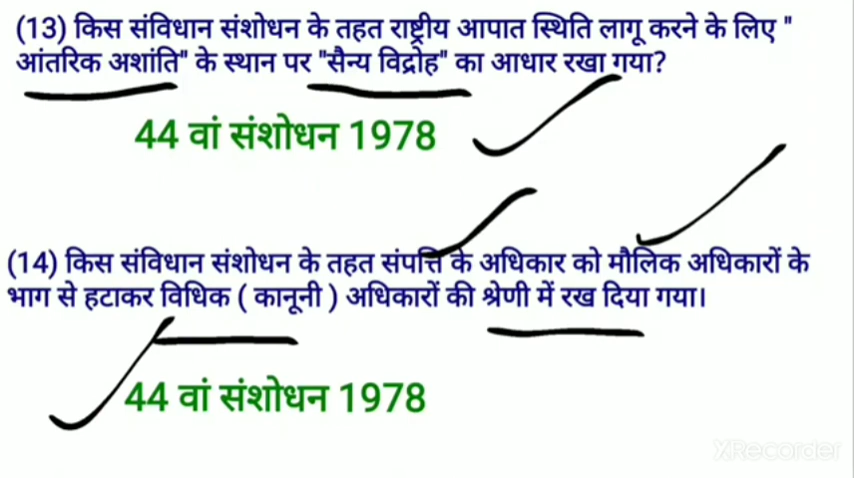 (13) किस संविधान संशोधन के तहत राष्ट्रीय आपात स्थिति लागू करने के लिए "
आंतरिक अशांति" के स्थान पर "सैन्य विद्रोह" का आधार रखा गया?
44 वां संशोधन 1978
(14) किस संविधान संशोधन के तहत संपत्ति के अधिकार को मौलिक अधिकारों के
भाग से हटाकर विधिक ( कानूनी ) अधिकारों की श्रेणी में रख दिया गया।
44 वां संशोधन 1978
XRecorder